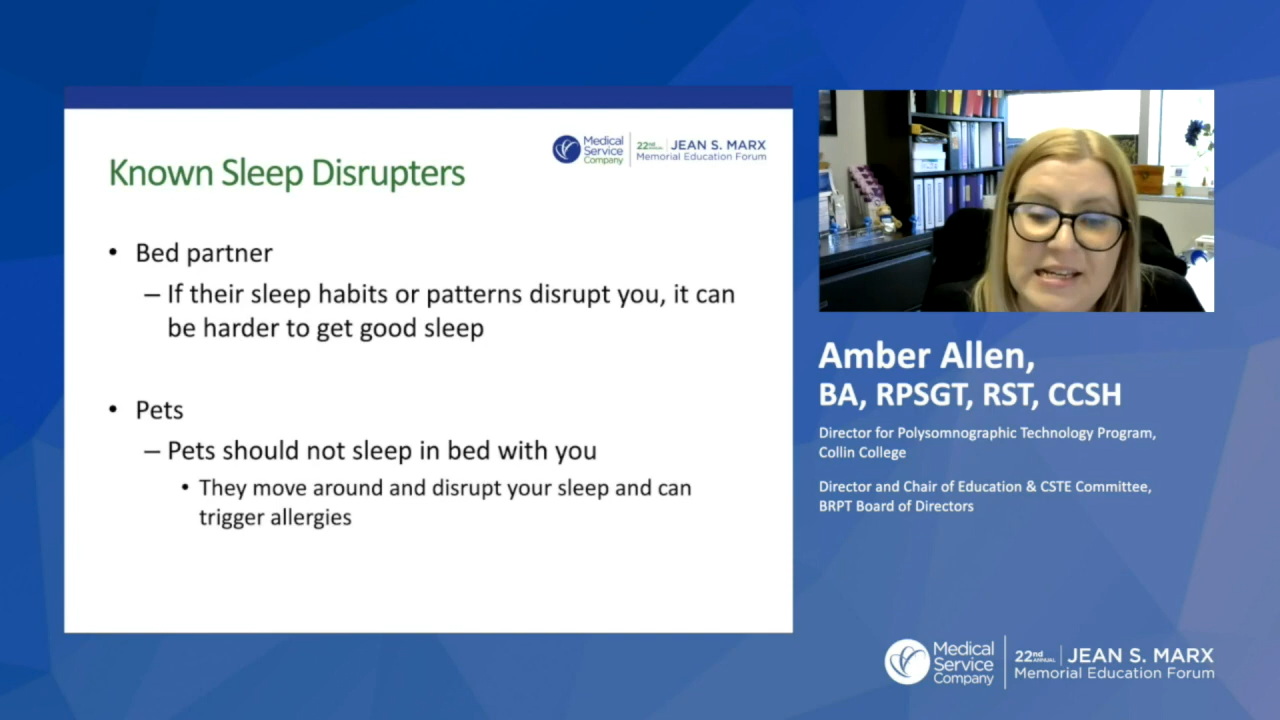 Known Sleep Disrupters
Medical
Service
Company
22nd
ANNUAL
JEAN S. MARX
Memorial Education Forum
• Bed partner
– If their sleep habits or patterns disrupt you, it can
be harder to get good sleep
• Pets
– Pets should not sleep in bed with you
• They move around and disrupt your sleep and can
trigger allergies
Amber Allen,
BA, RPSGT, RST, CCSH
Director for Polysomnographic Technology Program,
Collin College
Director and Chair of Education & CSTE Committee,
BRPT Board of Directors
Medical
Service
Company
22nd
ANNUAL
JEAN S. MARX
Memorial Education Forum